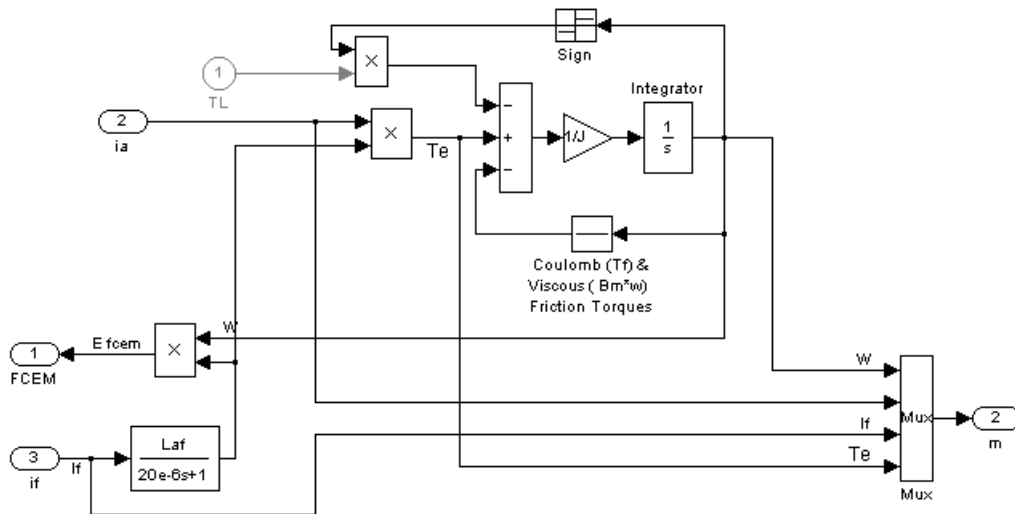 Sign
1
TL
×
2
ia
×
Te
−
+
−
1/J
Integrator
1
s
Coulomb (Tf) &
Viscous ( Bm*w)
Friction Torques
1
FCEM
E fcem
×
W
W
3
if
If
Laf
20e-6s+1
If
Te
Mux
Mux
2
m